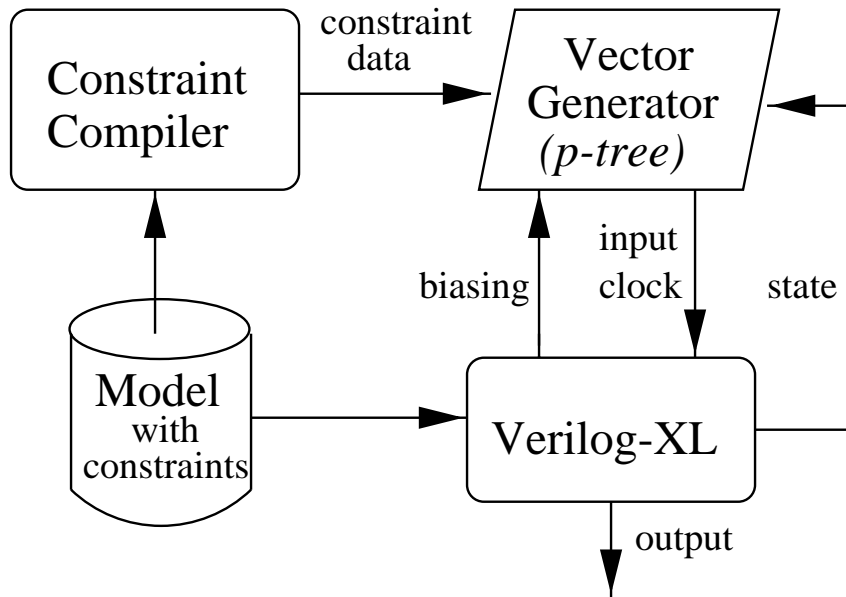 Constraint
Compiler
constraint
data
Vector
Generator
(p-tree)
biasing
input
clock
state
Model
with
constraints
Verilog-XL
output